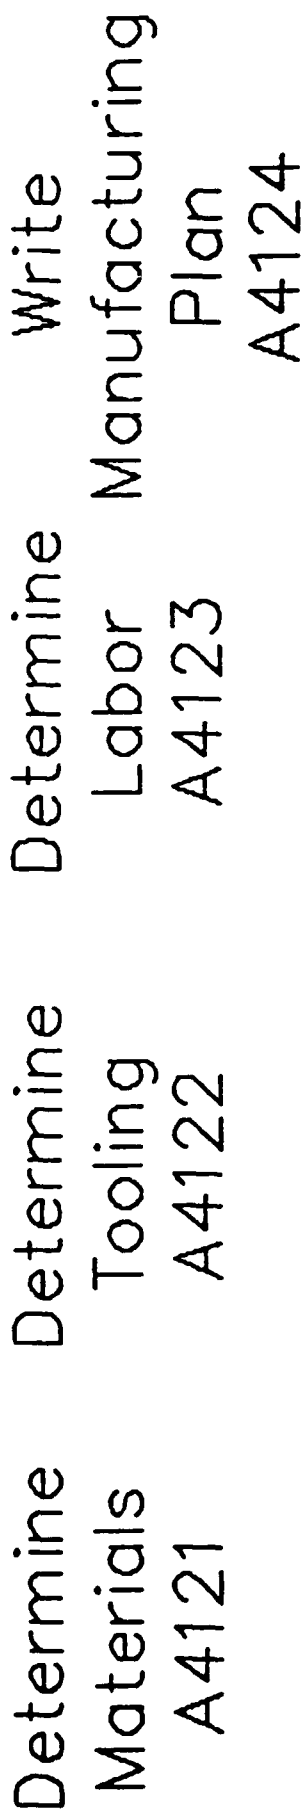 Determine
Materials
A4121
Determine
Tooling
A4122
Determine
Labor
A4123
Write
Manufacturing
Plan
A4124